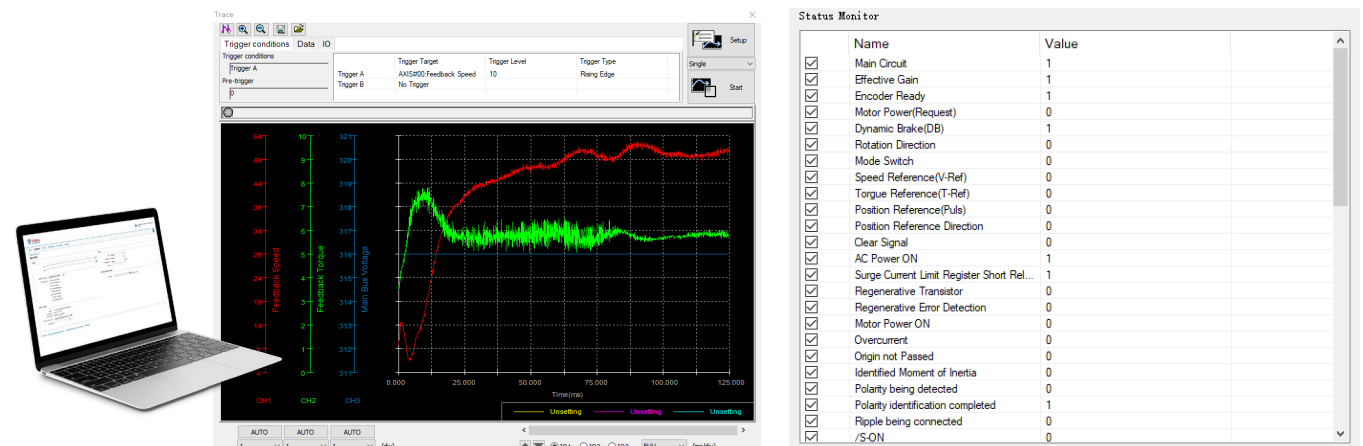 Trace
Trigger conditions Data IO
Trigger conditions
Trigger A
Pre-trigger
0
Trigger Target Trigger Level Trigger Type
Trigger A AXIS#00:Feedback Speed 10 Rising Edge
Trigger B No Trigger
Setup
Single
Start
54 10 321
49 9 320
44 8 319
39 7 318
34 6 317
29 5 316
24 4 315
19 3 314
14 2 313
9 1 312
4 0 311
Feedback Speed
Feedback Torque
Main Bus Voltage
0.000 25.000 50.000 75.000 100.000 125.000
Time(ms)
CH1 CH2 CH3
Unsetting Unsetting Unsetting
AUTO AUTO AUTO
Status Monitor
Name Value
Main Circuit 1
Effective Gain 1
Encoder Ready 1
Motor Power(Request) 0
Dynamic Brake(DB) 1
Rotation Direction 0
Mode Switch 0
Speed Reference(V-Ref) 0
Torgue Reference(T-Ref) 0
Position Reference(Puls) 0
Position Reference Direction 0
Clear Signal 0
AC Power ON 1
Surge Current Limit Register Short Rel... 1
Regenerative Transistor 0
Regenerative Error Detection 0
Motor Power ON 0
Overcurrent 0
Origin not Passed 0
Identified Moment of Inertia 0
Polarity being detected 0
Polarity identification completed 1
Ripple being connected 0
/S-ON 0